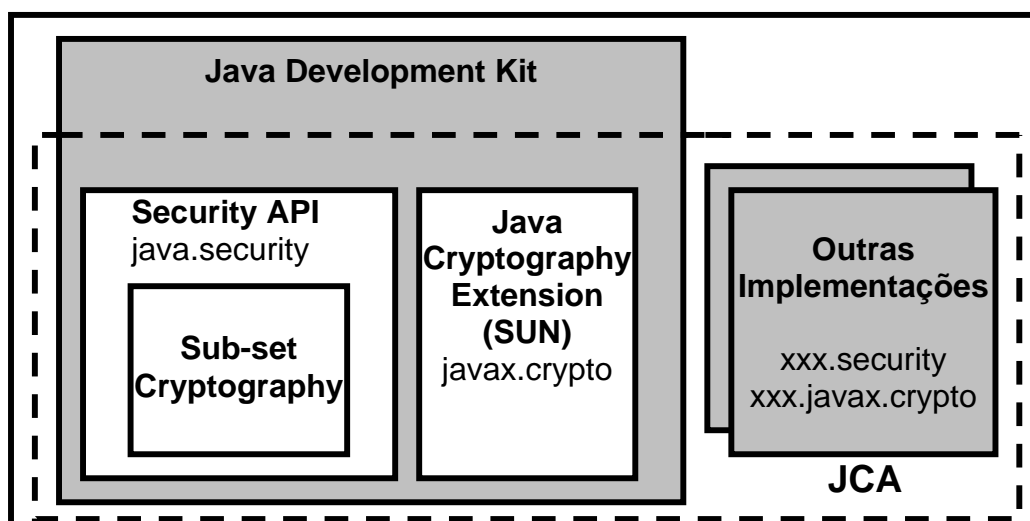 Java Development Kit
Security API
java.security
Sub-set
Cryptography
Java
Cryptography
Extension
(SUN)
javax.crypto
Outras
Implementações
xxx.security
xxx.javax.crypto
JCA